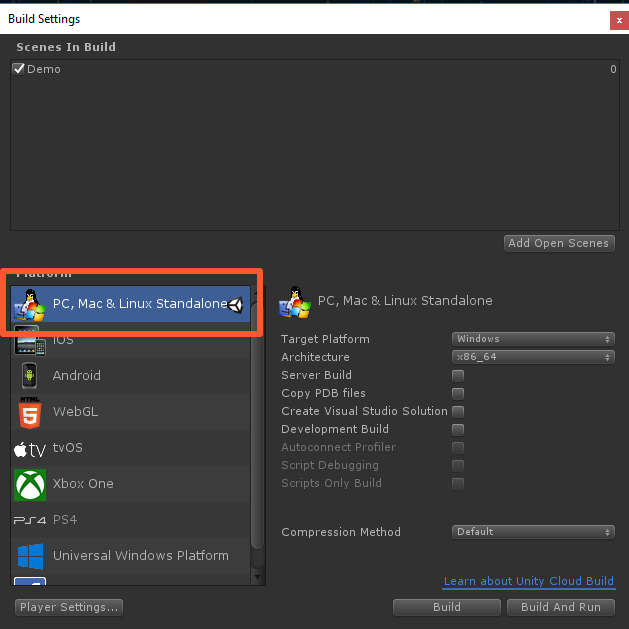 Build Settings
x
Scenes In Build
Demo
0
Add Open Scenes
Platform
PC, Mac & Linux Standalone
iOS
Android
HTML
5
WebGL
tv
tvOS
Xbox One
PS4
PS4
Universal Windows Platform
PC, Mac & Linux Standalone
Target Platform
Windows
Architecture
x86_64
Server Build
Copy PDB files
Create Visual Studio Solution
Development Build
Autoconnect Profiler
Script Debugging
Scripts Only Build
Compression Method
Default
Learn about Unity Cloud Build
Player Settings...
Build
Build And Run